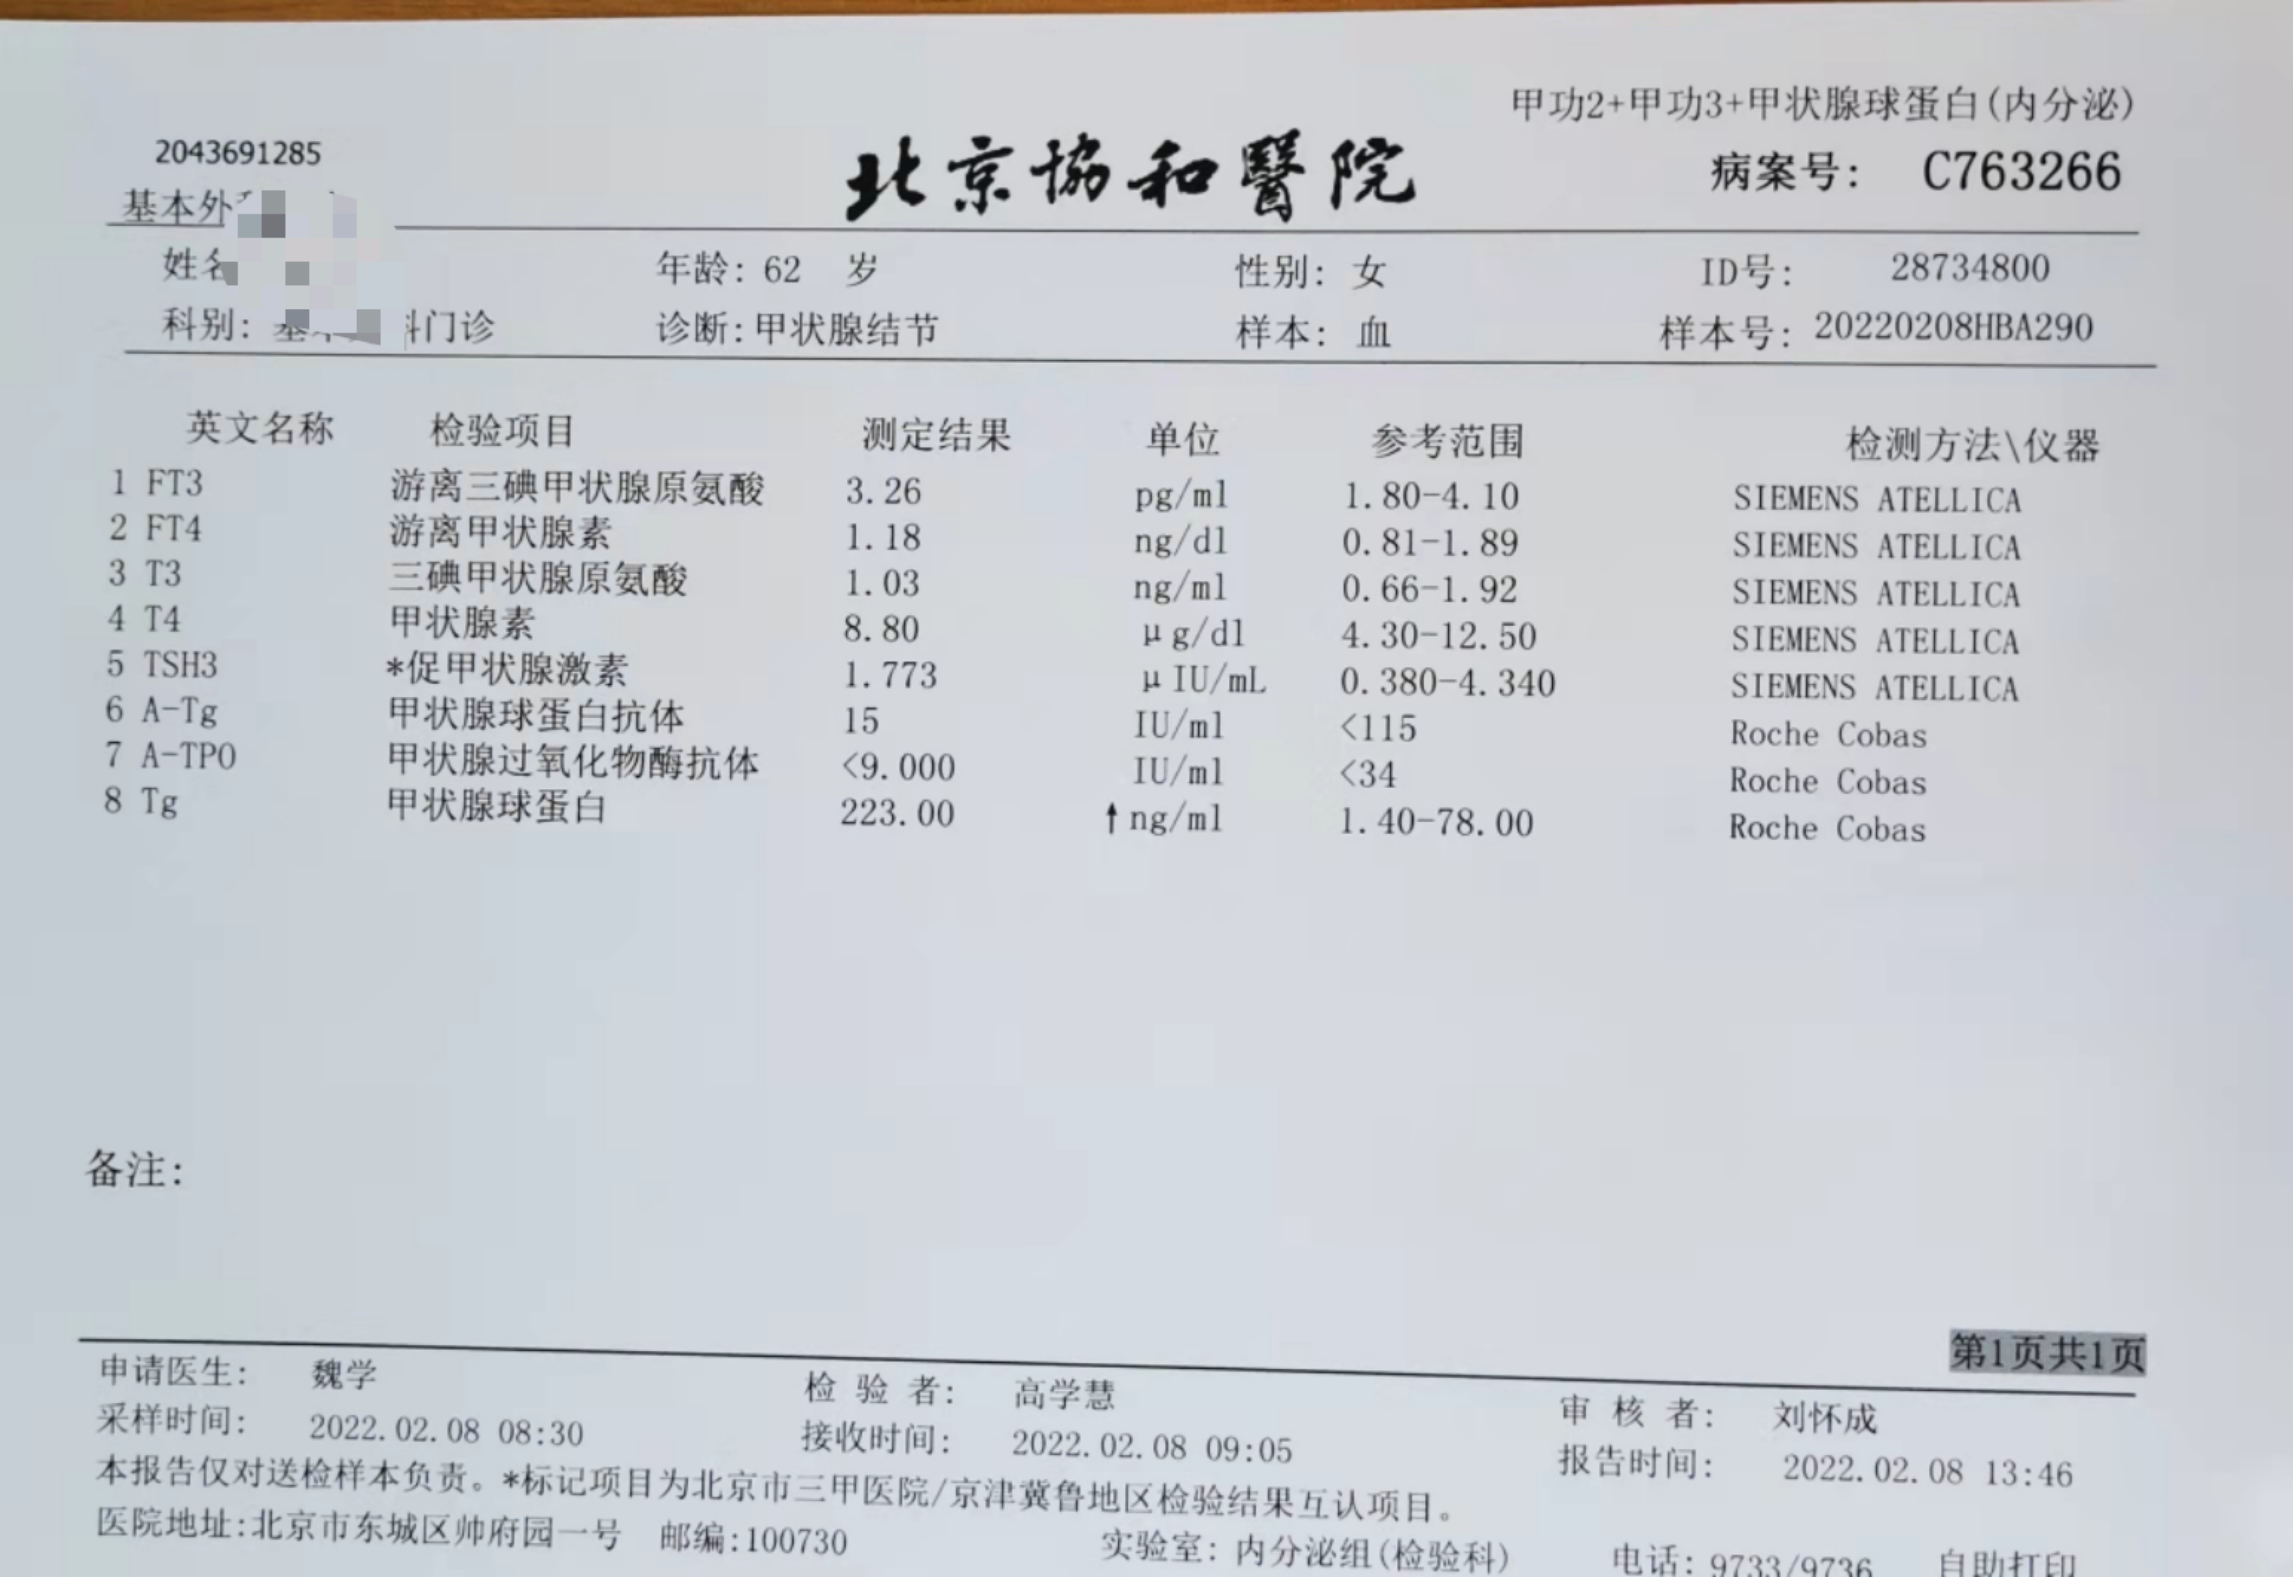 甲功2+甲功3+甲状腺球蛋白(内分泌)
2043691285
北京協和醫院
病案号: C763266
基本外
姓名 年龄: 62 岁 性别: 女 ID号: 28734800
科别: 科门诊 诊断: 甲状腺结节 样本: 血 样本号: 20220208HBA290
英文名称 检验项目 测定结果 单位 参考范围 检测方法\仪器
1 FT3 游离三碘甲状腺原氨酸 3.26 pg/ml 1.80-4.10 SIEMENS ATELLICA
2 FT4 游离甲状腺素 1.18 ng/dl 0.81-1.89 SIEMENS ATELLICA
3 T3 三碘甲状腺原氨酸 1.03 ng/ml 0.66-1.92 SIEMENS ATELLICA
4 T4 甲状腺素 8.80 μg/dl 4.30-12.50 SIEMENS ATELLICA
5 TSH3 *促甲状腺激素 1.773 μIU/mL 0.380-4.340 SIEMENS ATELLICA
6 A-Tg 甲状腺球蛋白抗体 15 IU/ml <115 Roche Cobas
7 A-TPO 甲状腺过氧化物酶抗体 <9.000 IU/ml <34 Roche Cobas
8 Tg 甲状腺球蛋白 223.00 ↑ng/ml 1.40-78.00 Roche Cobas
备注:
第1页共1页
申请医生: 魏学 检 验 者: 高学慧 审 核 者: 刘怀成
采样时间: 2022.02.08 08:30 接收时间: 2022.02.08 09:05 报告时间: 2022.02.08 13:46
本报告仅对送检样本负责。*标记项目为北京市三甲医院/京津冀鲁地区检验结果互认项目。
医院地址:北京市东城区帅府园一号 邮编:100730 实验室: 内分泌组(检验科) 电话: 9733/9736 自助打印